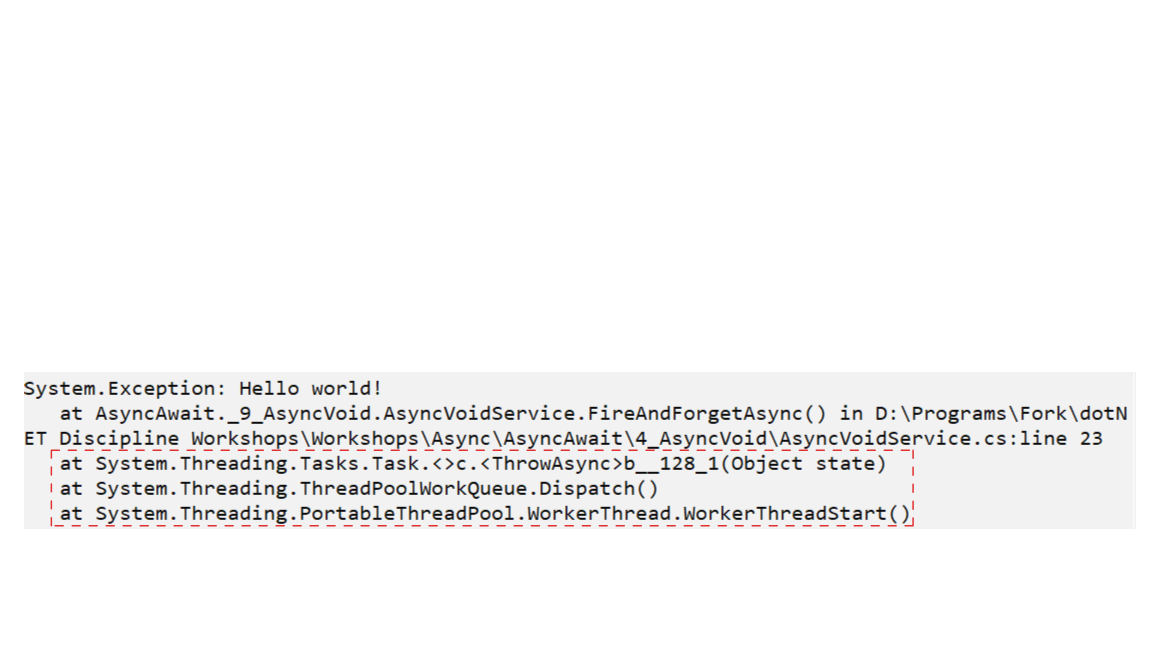 System.Exception: Hello world!
   at AsyncAwait._9_AsyncVoid.AsyncVoidService.FireAndForgetAsync() in D:\Programs\Fork\dotN
ET Discipline Workshops\Workshops\Async\AsyncAwait\4_AsyncVoid\AsyncVoidService.cs:line 23
   at System.Threading.Tasks.Task.<>c.<ThrowAsync>b__128_1(Object state)
   at System.Threading.ThreadPoolWorkQueue.Dispatch()
   at System.Threading.PortableThreadPool.WorkerThread.WorkerThreadStart()